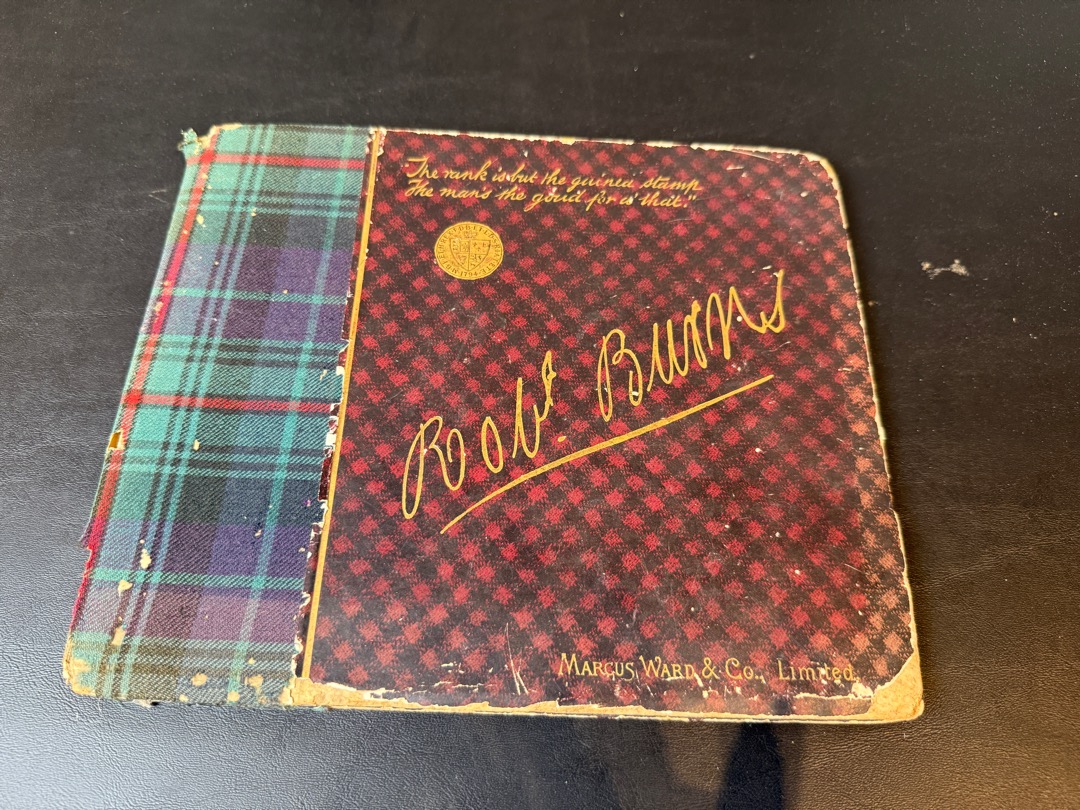 "The rank is but the guinea stamp
The man's the gowd for a' that."
1794
Robt. Burns
Marcus Ward & Co., Limited.